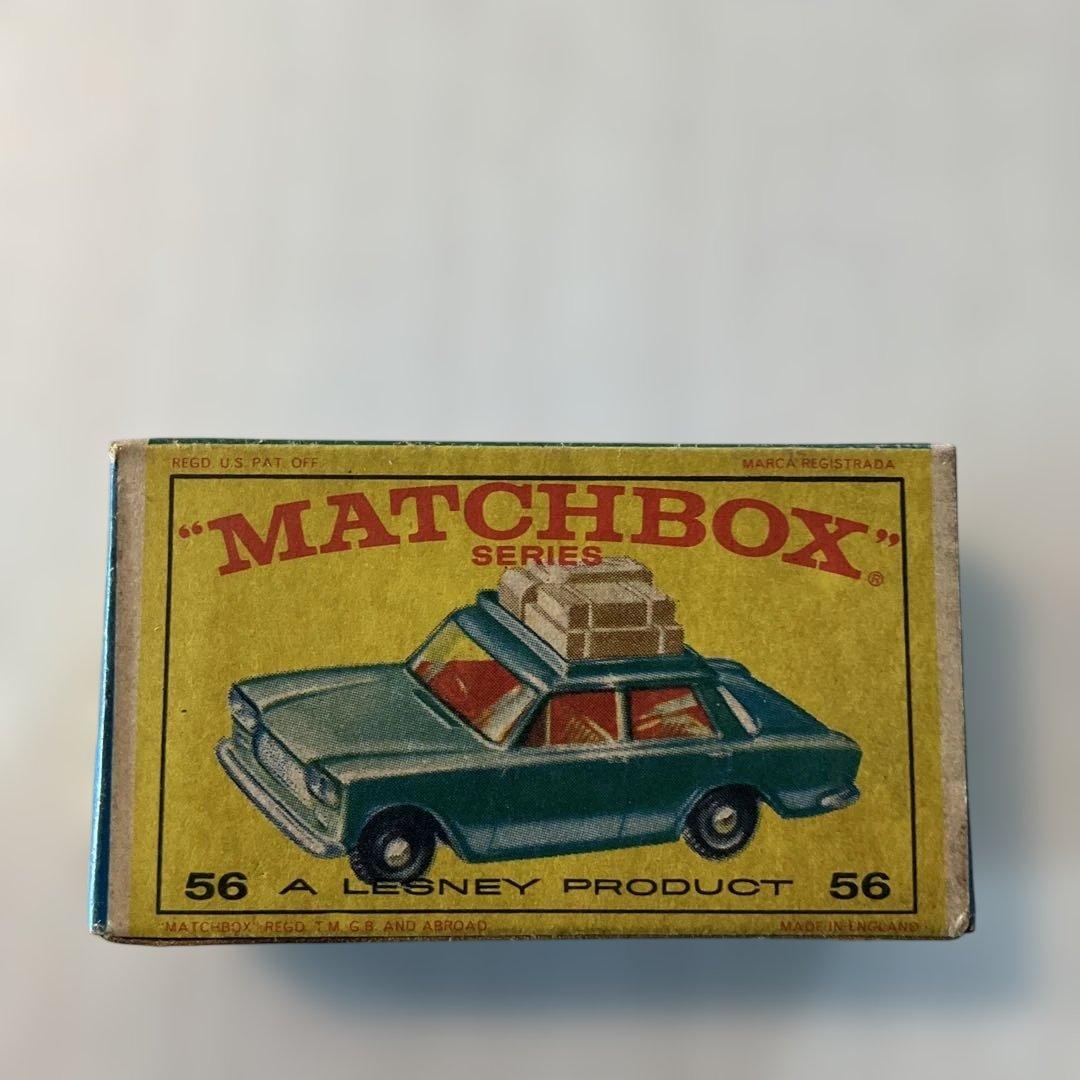 REGD. U.S. PAT. OFF. MARCA REGISTRADA
"MATCHBOX"®
SERIES
56 A LESNEY PRODUCT 56
"MATCHBOX" REGD. T.M. G.B. AND ABROAD MADE IN ENGLAND